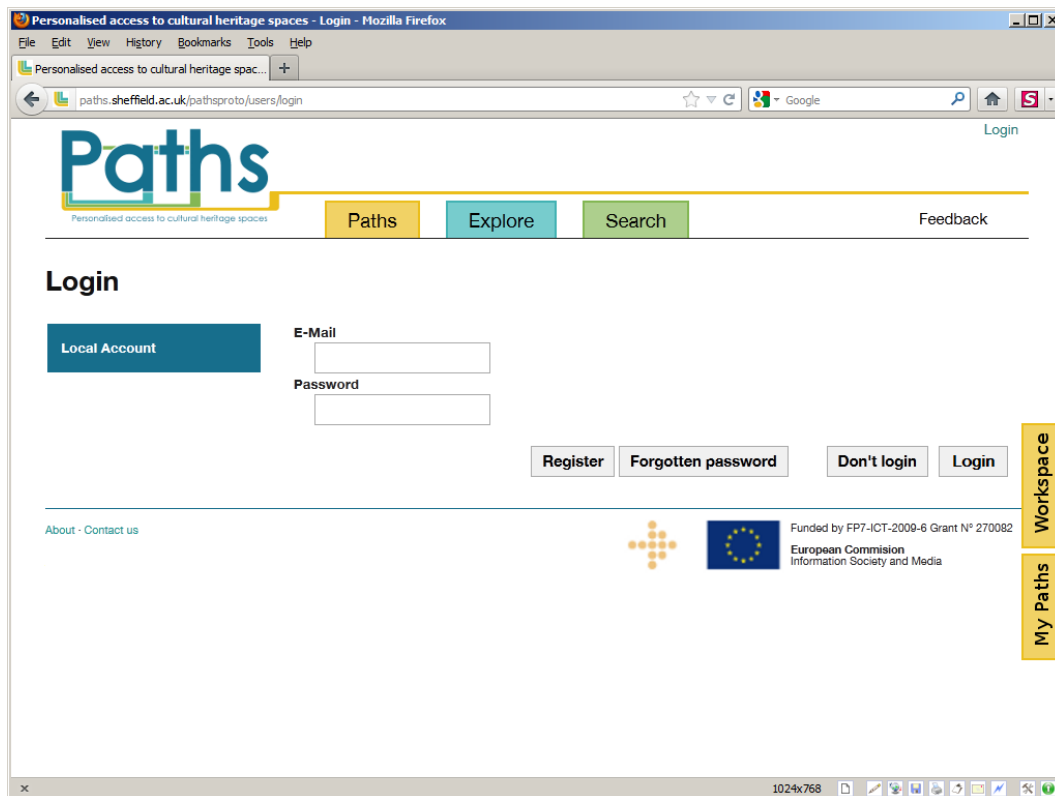 Personalised access to cultural heritage spaces - Login - Mozilla Firefox
File Edit View History Bookmarks Tools Help
Personalised access to cultural heritage spac... +
paths.sheffield.ac.uk/pathsproto/users/login
Google
S
Login
Paths
Personalised access to cultural heritage spaces
Paths
Explore
Search
Feedback
Login
Local Account
E-Mail
Password
Register
Forgotten password
Don't login
Login
Workspace
My Paths
About - Contact us
Funded by FP7-ICT-2009-6 Grant Nº 270082
European Commision
Information Society and Media
1024x768